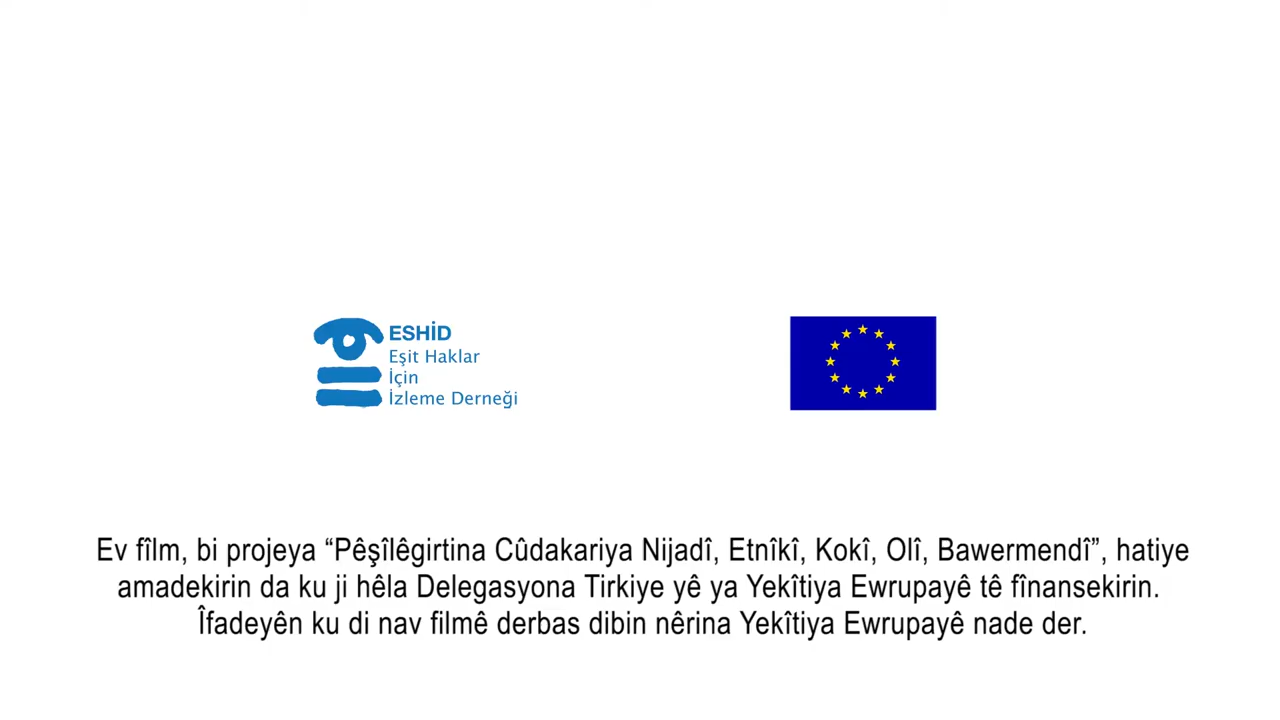 ESHİD
Eşit Haklar
İçin
İzleme Derneği
Ev fîlm, bi projeya “Pêşîlêgirtina Cûdakariya Nijadî, Etnîkî, Kokî, Olî, Bawermendî”, hatiye
amadekirin da ku ji hêla Delegasyona Tirkiye yê ya Yekîtiya Ewrupayê tê fînansekirin.
Îfadeyên ku di nav filmê derbas dibin nêrina Yekîtiya Ewrupayê nade der.